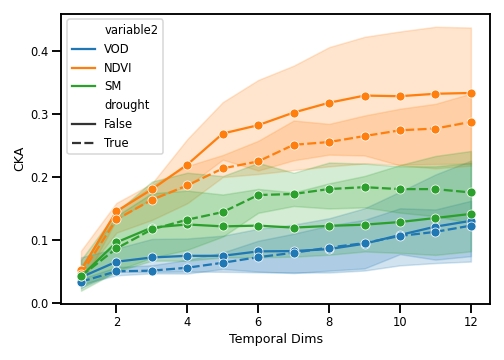 variable2
VOD
NDVI
SM
drought
False
True
CKA
0.4
0.3
0.2
0.1
0.0
2 4 6 8 10 12
Temporal Dims